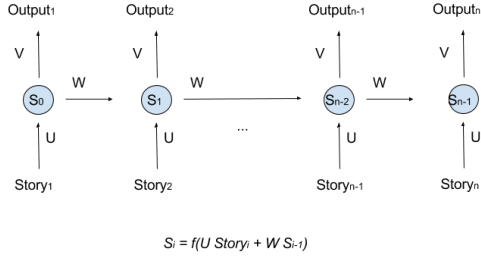 Output1 Output2 Outputn-1 Outputn
V V V V
W W W
S0 S1 Sn-2 Sn-1
U U U U
...
Story1 Story2 Storyn-1 Storyn
Si = f(U Storyi + W Si-1)